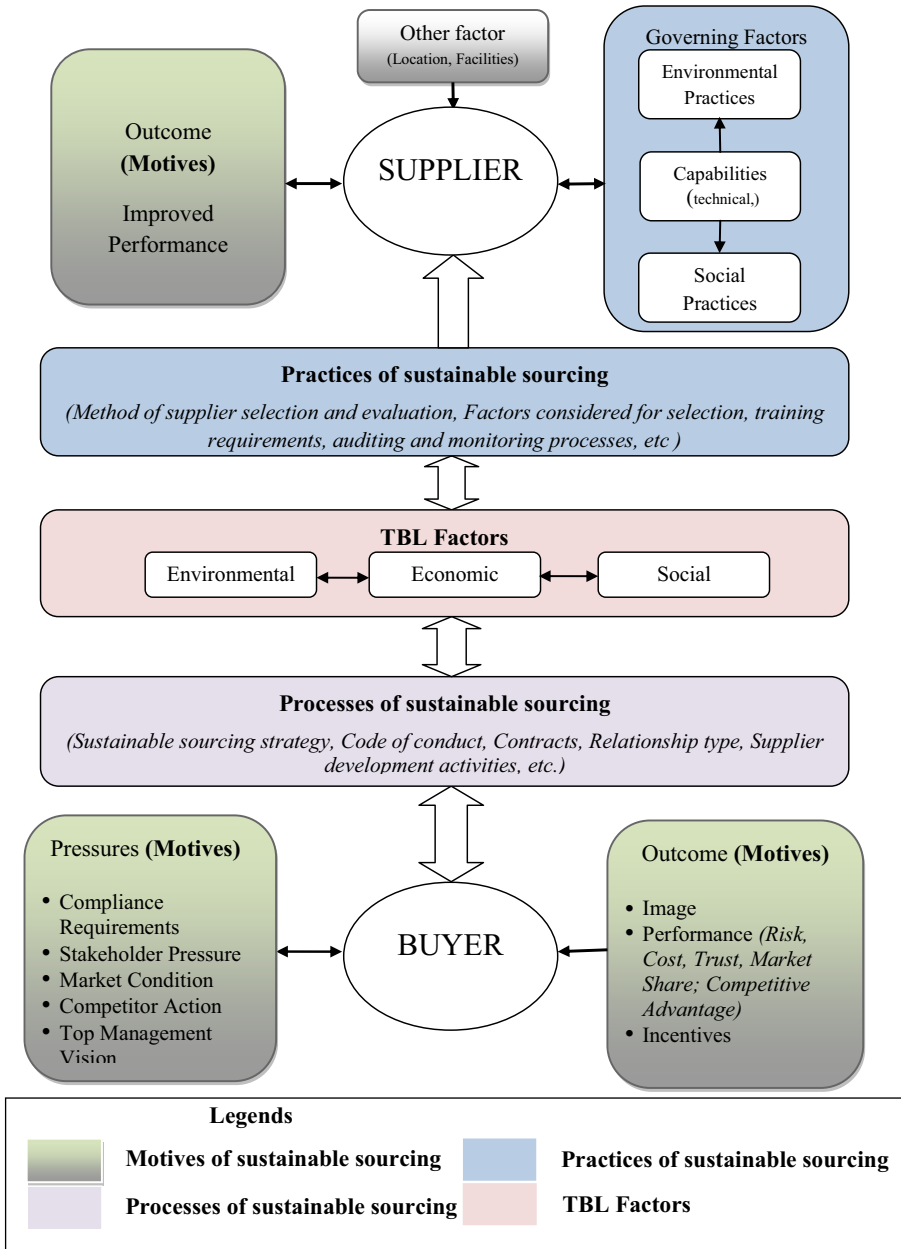 Other factor
(Location, Facilities)
Outcome
(Motives)
Improved
Performance
SUPPLIER
Governing Factors
Environmental
Practices
Capabilities
(technical,)
Social
Practices
Practices of sustainable sourcing
(Method of supplier selection and evaluation, Factors considered for selection, training
requirements, auditing and monitoring processes, etc )
TBL Factors
Environmental
Economic
Social
Processes of sustainable sourcing
(Sustainable sourcing strategy, Code of conduct, Contracts, Relationship type, Supplier
development activities, etc.)
Pressures (Motives)
• Compliance
Requirements
• Stakeholder Pressure
• Market Condition
• Competitor Action
• Top Management
Vision
BUYER
Outcome (Motives)
• Image
• Performance (Risk,
Cost, Trust, Market
Share; Competitive
Advantage)
• Incentives
Legends
Motives of sustainable sourcing
Practices of sustainable sourcing
Processes of sustainable sourcing
TBL Factors